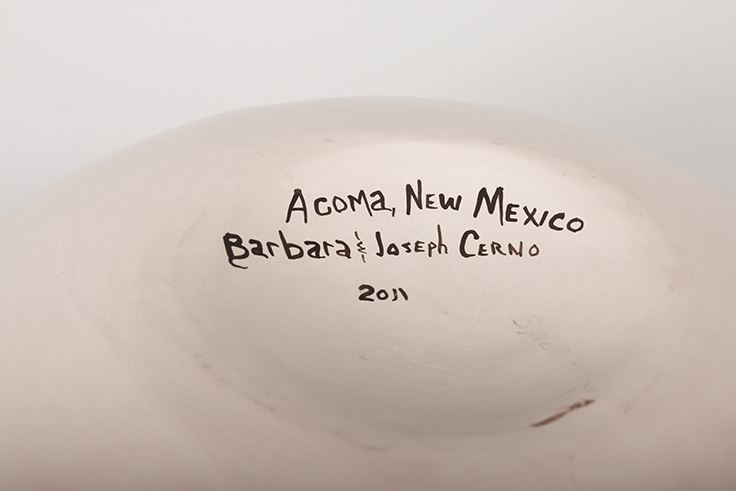 Acoma, New Mexico
Barbara & Joseph Cerno
2011